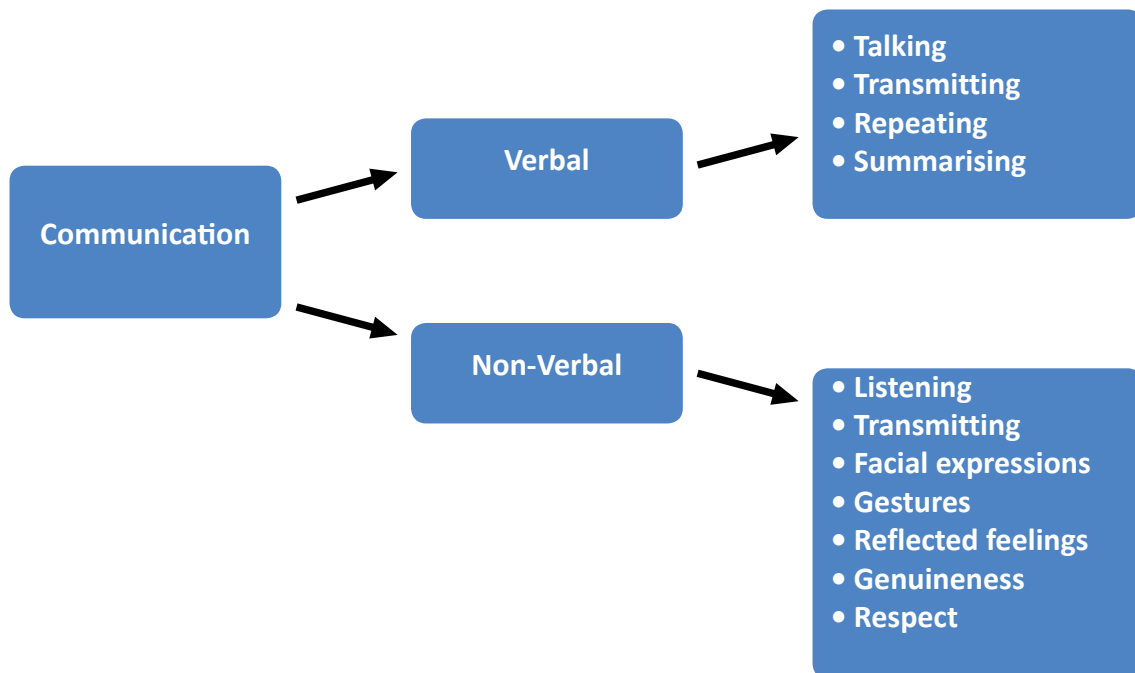 Communication
Verbal
• Talking
• Transmitting
• Repeating
• Summarising
Non-Verbal
• Listening
• Transmitting
• Facial expressions
• Gestures
• Reflected feelings
• Genuineness
• Respect